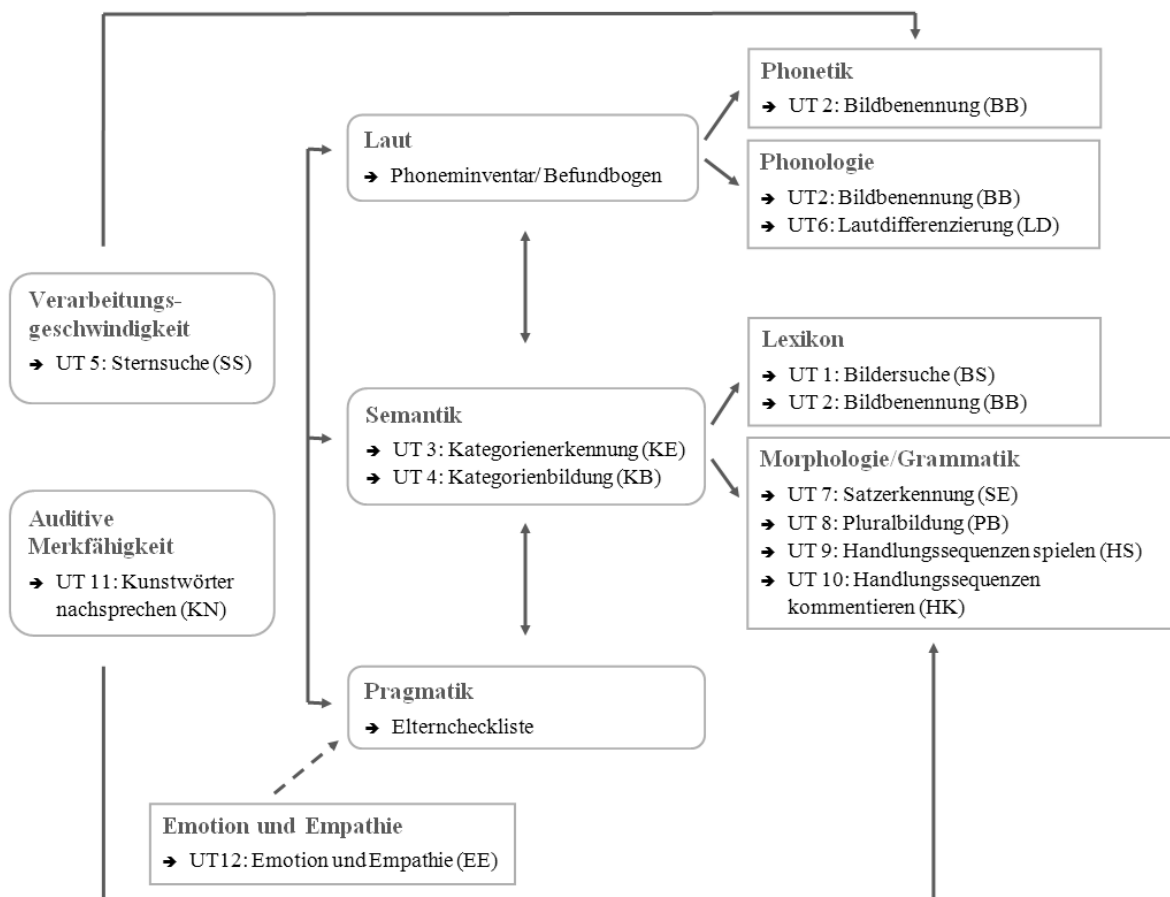 Phonetik
➔ UT 2: Bildbenennung (BB)
Laut
➔ Phoneminventar/ Befundbogen
Phonologie
➔ UT2: Bildbenennung (BB)
➔ UT6: Lautdifferenzierung (LD)
Verarbeitungs-
geschwindigkeit
➔ UT 5: Sternsuche (SS)
Lexikon
➔ UT 1: Bildersuche (BS)
➔ UT 2: Bildbenennung (BB)
Semantik
➔ UT 3: Kategorienerkennung (KE)
➔ UT 4: Kategorienbildung (KB)
Morphologie/Grammatik
➔ UT 7: Satzerkennung (SE)
➔ UT 8: Pluralbildung (PB)
➔ UT 9: Handlungssequenzen spielen (HS)
➔ UT 10: Handlungssequenzen
kommentieren (HK)
Auditive
Merkfähigkeit
➔ UT 11: Kunstwörter
nachsprechen (KN)
Pragmatik
➔ Elterncheckliste
Emotion und Empathie
➔ UT12: Emotion und Empathie (EE)